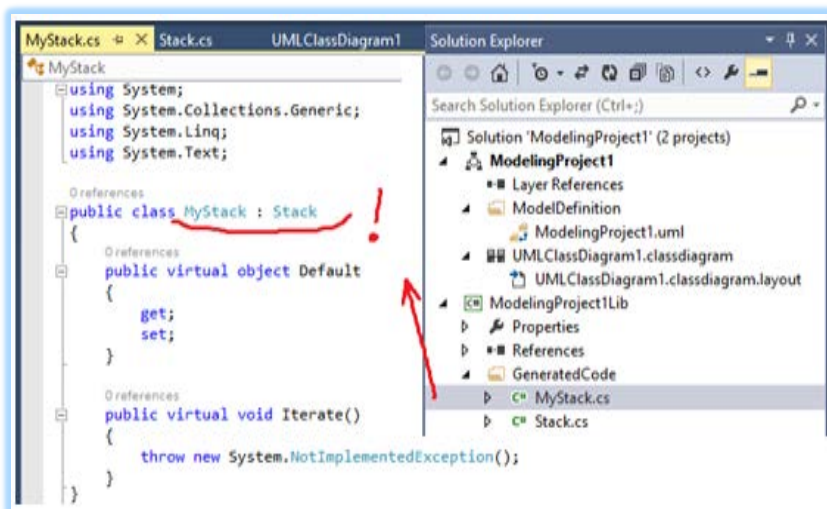 MyStack.cs
Stack.cs
UMLClassDiagram1
MyStack
using System;
using System.Collections.Generic;
using System.Linq;
using System.Text;
0 references
public class MyStack : Stack
!
{
0 references
public virtual object Default
{
get;
set;
}
0 references
public virtual void Iterate()
{
throw new System.NotImplementedException();
}
}
Solution Explorer
Search Solution Explorer (Ctrl+;)
Solution 'ModelingProject1' (2 projects)
ModelingProject1
Layer References
ModelDefinition
ModelingProject1.uml
UMLClassDiagram1.classdiagram
UMLClassDiagram1.classdiagram.layout
C# ModelingProject1Lib
Properties
References
GeneratedCode
C# MyStack.cs
C# Stack.cs